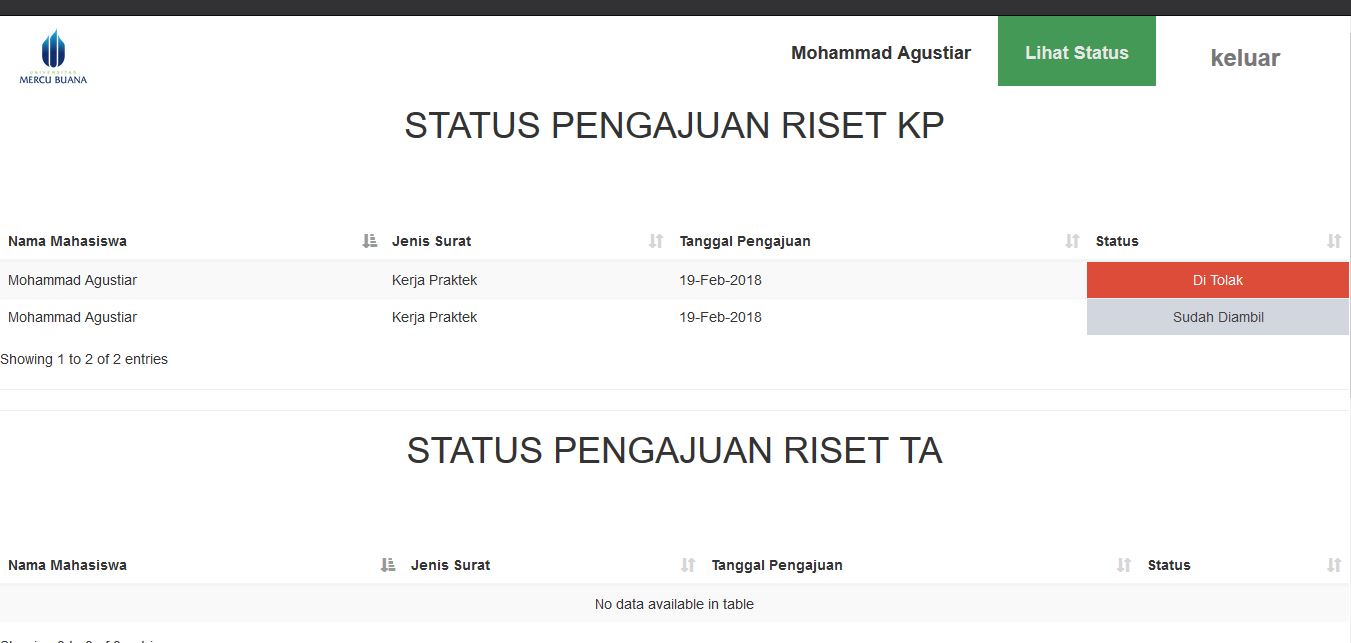 UNIVERSITAS
MERCU BUANA
Mohammad Agustiar Lihat Status keluar
STATUS PENGAJUAN RISET KP
Nama Mahasiswa Jenis Surat Tanggal Pengajuan Status
Mohammad Agustiar Kerja Praktek 19-Feb-2018 Di Tolak
Mohammad Agustiar Kerja Praktek 19-Feb-2018 Sudah Diambil
Showing 1 to 2 of 2 entries
STATUS PENGAJUAN RISET TA
Nama Mahasiswa Jenis Surat Tanggal Pengajuan Status
No data available in table